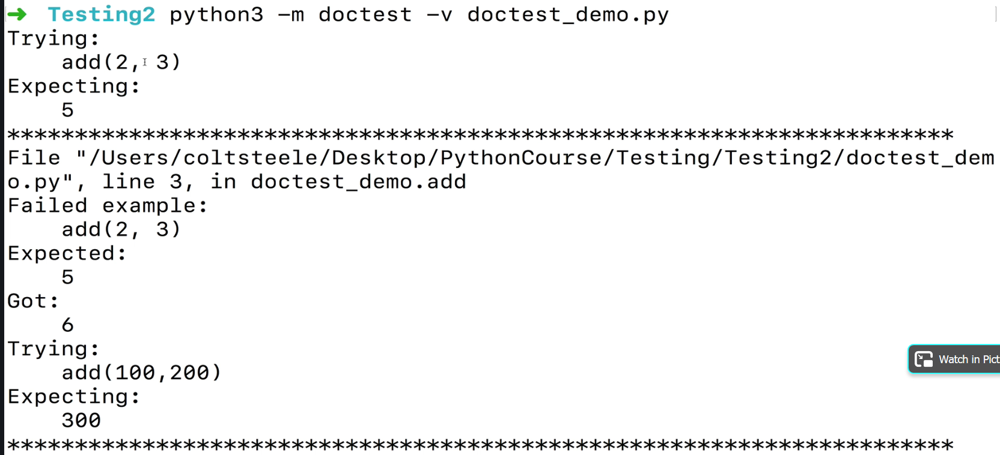 ➜ Testing2 python3 -m doctest -v doctest_demo.py
Trying:
    add(2, 3)
Expecting:
    5
**********************************************************************
File "/Users/coltsteele/Desktop/PythonCourse/Testing/Testing2/doctest_dem
o.py", line 3, in doctest_demo.add
Failed example:
    add(2, 3)
Expected:
    5
Got:
    6
Trying:
    add(100,200)
Expecting:
    300
**********************************************************************
Watch in Pict